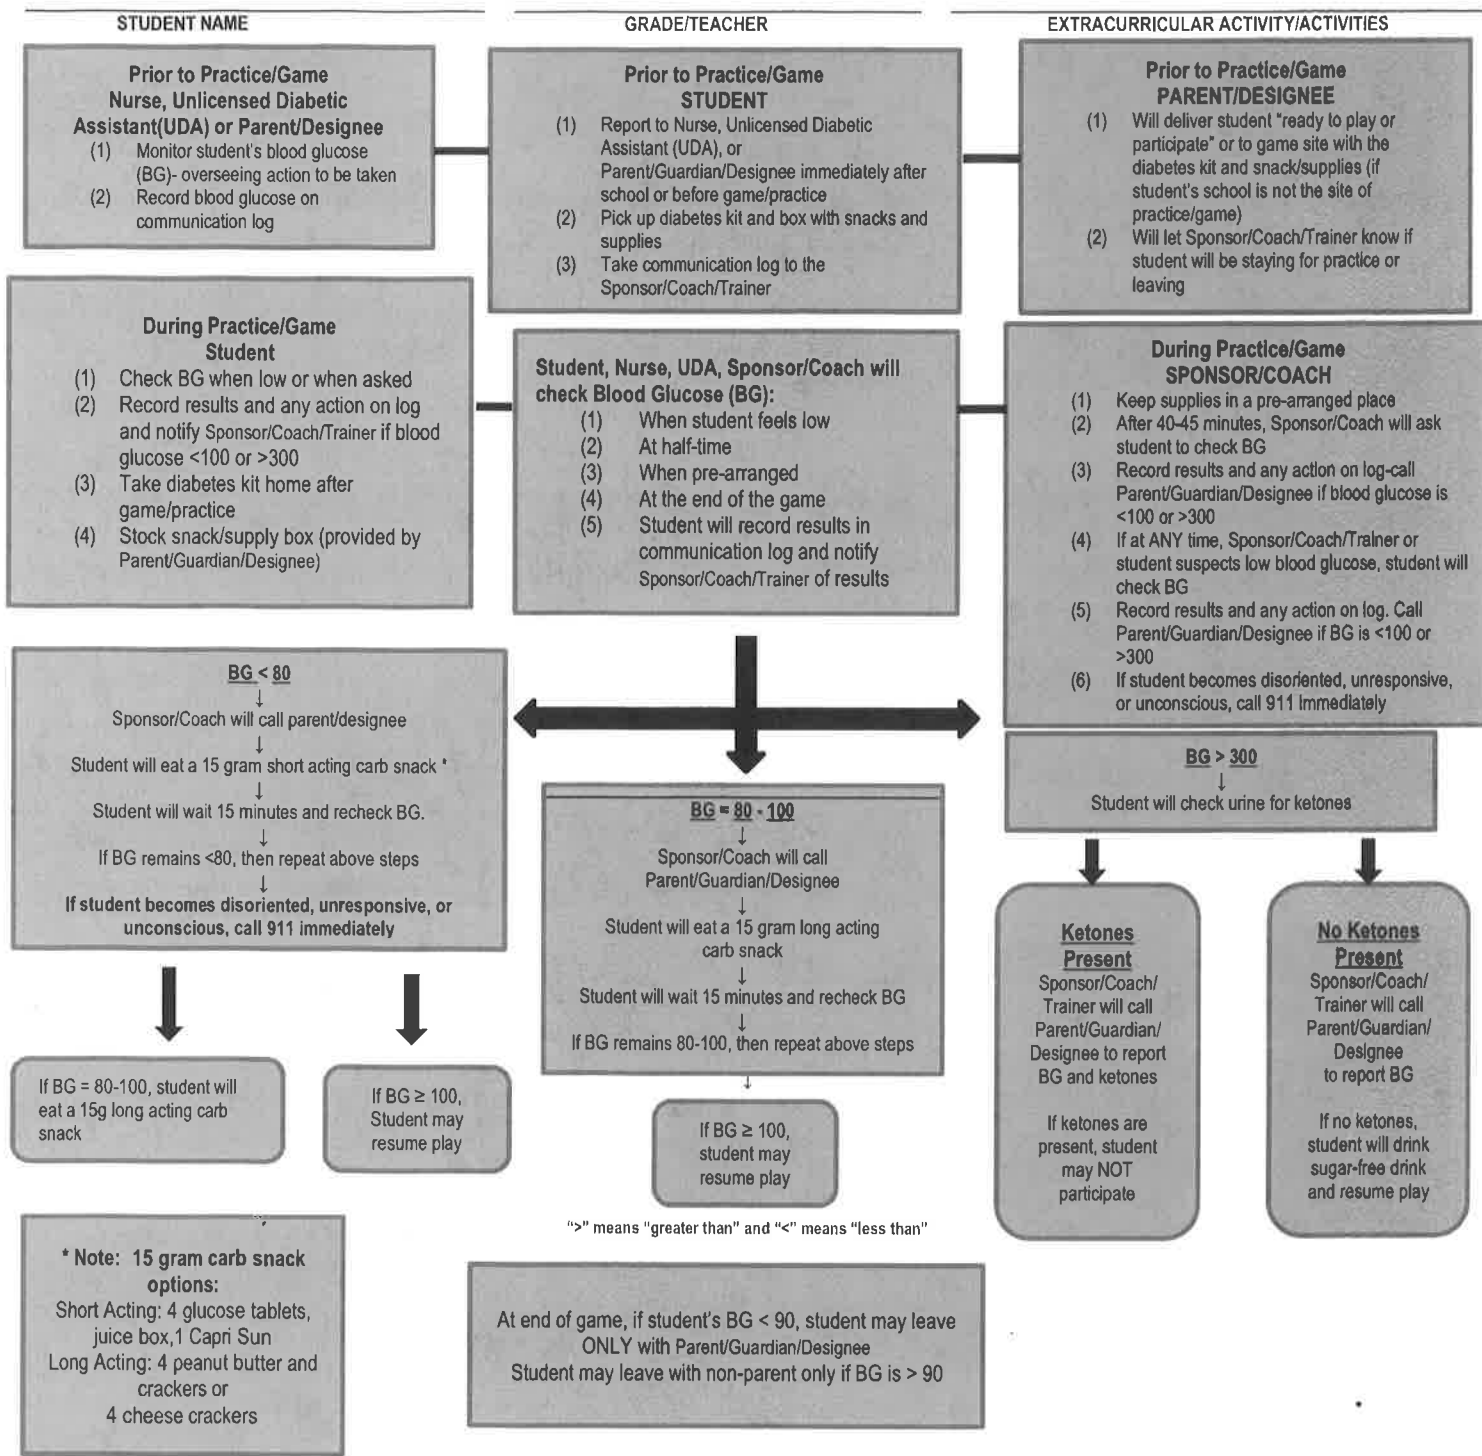 STUDENT NAME
GRADE/TEACHER
EXTRACURRICULAR ACTIVITY/ACTIVITIES
Prior to Practice/Game
Nurse, Unlicensed Diabetic
Assistant(UDA) or Parent/Designee
(1) Monitor student's blood glucose
(BG)- overseeing action to be taken
(2) Record blood glucose on
communication log
Prior to Practice/Game
STUDENT
(1) Report to Nurse, Unlicensed Diabetic
Assistant (UDA), or
Parent/Guardian/Designee immediately after
school or before game/practice
(2) Pick up diabetes kit and box with snacks and
supplies
(3) Take communication log to the
Sponsor/Coach/Trainer
Prior to Practice/Game
PARENT/DESIGNEE
(1) Will deliver student "ready to play or
participate" or to game site with the
diabetes kit and snack/supplies (if
student's school is not the site of
practice/game)
(2) Will let Sponsor/Coach/Trainer know if
student will be staying for practice or
leaving
During Practice/Game
Student
(1) Check BG when low or when asked
(2) Record results and any action on log
and notify Sponsor/Coach/Trainer if blood
glucose <100 or >300
(3) Take diabetes kit home after
game/practice
(4) Stock snack/supply box (provided by
Parent/Guardian/Designee)
Student, Nurse, UDA, Sponsor/Coach will
check Blood Glucose (BG):
(1) When student feels low
(2) At half-time
(3) When pre-arranged
(4) At the end of the game
(5) Student will record results in
communication log and notify
Sponsor/Coach/Trainer of results
During Practice/Game
SPONSOR/COACH
(1) Keep supplies in a pre-arranged place
(2) After 40-45 minutes, Sponsor/Coach will ask
student to check BG
(3) Record results and any action on log-call
Parent/Guardian/Designee if blood glucose is
<100 or >300
(4) If at ANY time, Sponsor/Coach/Trainer or
student suspects low blood glucose, student will
check BG
(5) Record results and any action on log. Call
Parent/Guardian/Designee if BG is <100 or
>300
(6) If student becomes disoriented, unresponsive,
or unconscious, call 911 immediately
BG < 80
↓
Sponsor/Coach will call parent/designee
↓
Student will eat a 15 gram short acting carb snack *
↓
Student will wait 15 minutes and recheck BG.
↓
If BG remains <80, then repeat above steps
↓
If student becomes disoriented, unresponsive, or
unconscious, call 911 immediately
If BG = 80-100, student will
eat a 15g long acting carb
snack
If BG ≥ 100,
Student may
resume play
BG = 80 - 100
↓
Sponsor/Coach will call
Parent/Guardian/Designee
↓
Student will eat a 15 gram long acting
carb snack
↓
Student will wait 15 minutes and recheck BG
↓
If BG remains 80-100, then repeat above steps
↓
If BG ≥ 100,
student may
resume play
BG > 300
↓
Student will check urine for ketones
Ketones
Present
Sponsor/Coach/
Trainer will call
Parent/Guardian/
Designee to report
BG and ketones
If ketones are
present, student
may NOT
participate
No Ketones
Present
Sponsor/Coach/
Trainer will call
Parent/Guardian/
Designee
to report BG
If no ketones,
student will drink
sugar-free drink
and resume play
">" means "greater than" and "<" means "less than"
* Note: 15 gram carb snack
options:
Short Acting: 4 glucose tablets,
juice box,1 Capri Sun
Long Acting: 4 peanut butter and
crackers or
4 cheese crackers
At end of game, if student's BG < 90, student may leave
ONLY with Parent/Guardian/Designee
Student may leave with non-parent only if BG is > 90